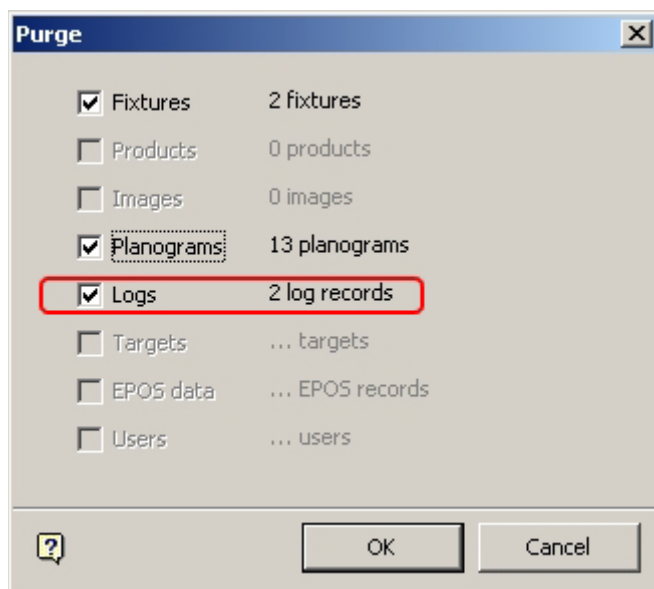 Purge
Fixtures 2 fixtures
Products 0 products
Images 0 images
Planograms 13 planograms
Logs 2 log records
Targets ... targets
EPOS data ... EPOS records
Users ... users
OK Cancel